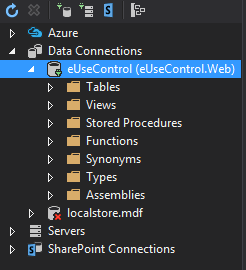 Azure
Data Connections
eUseControl (eUseControl.Web)
Tables
Views
Stored Procedures
Functions
Synonyms
Types
Assemblies
localstore.mdf
Servers
SharePoint Connections